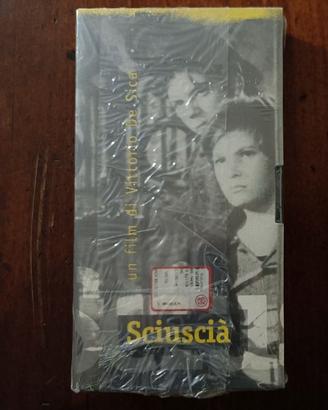 un film di Vittorio De Sica
Sciuscià